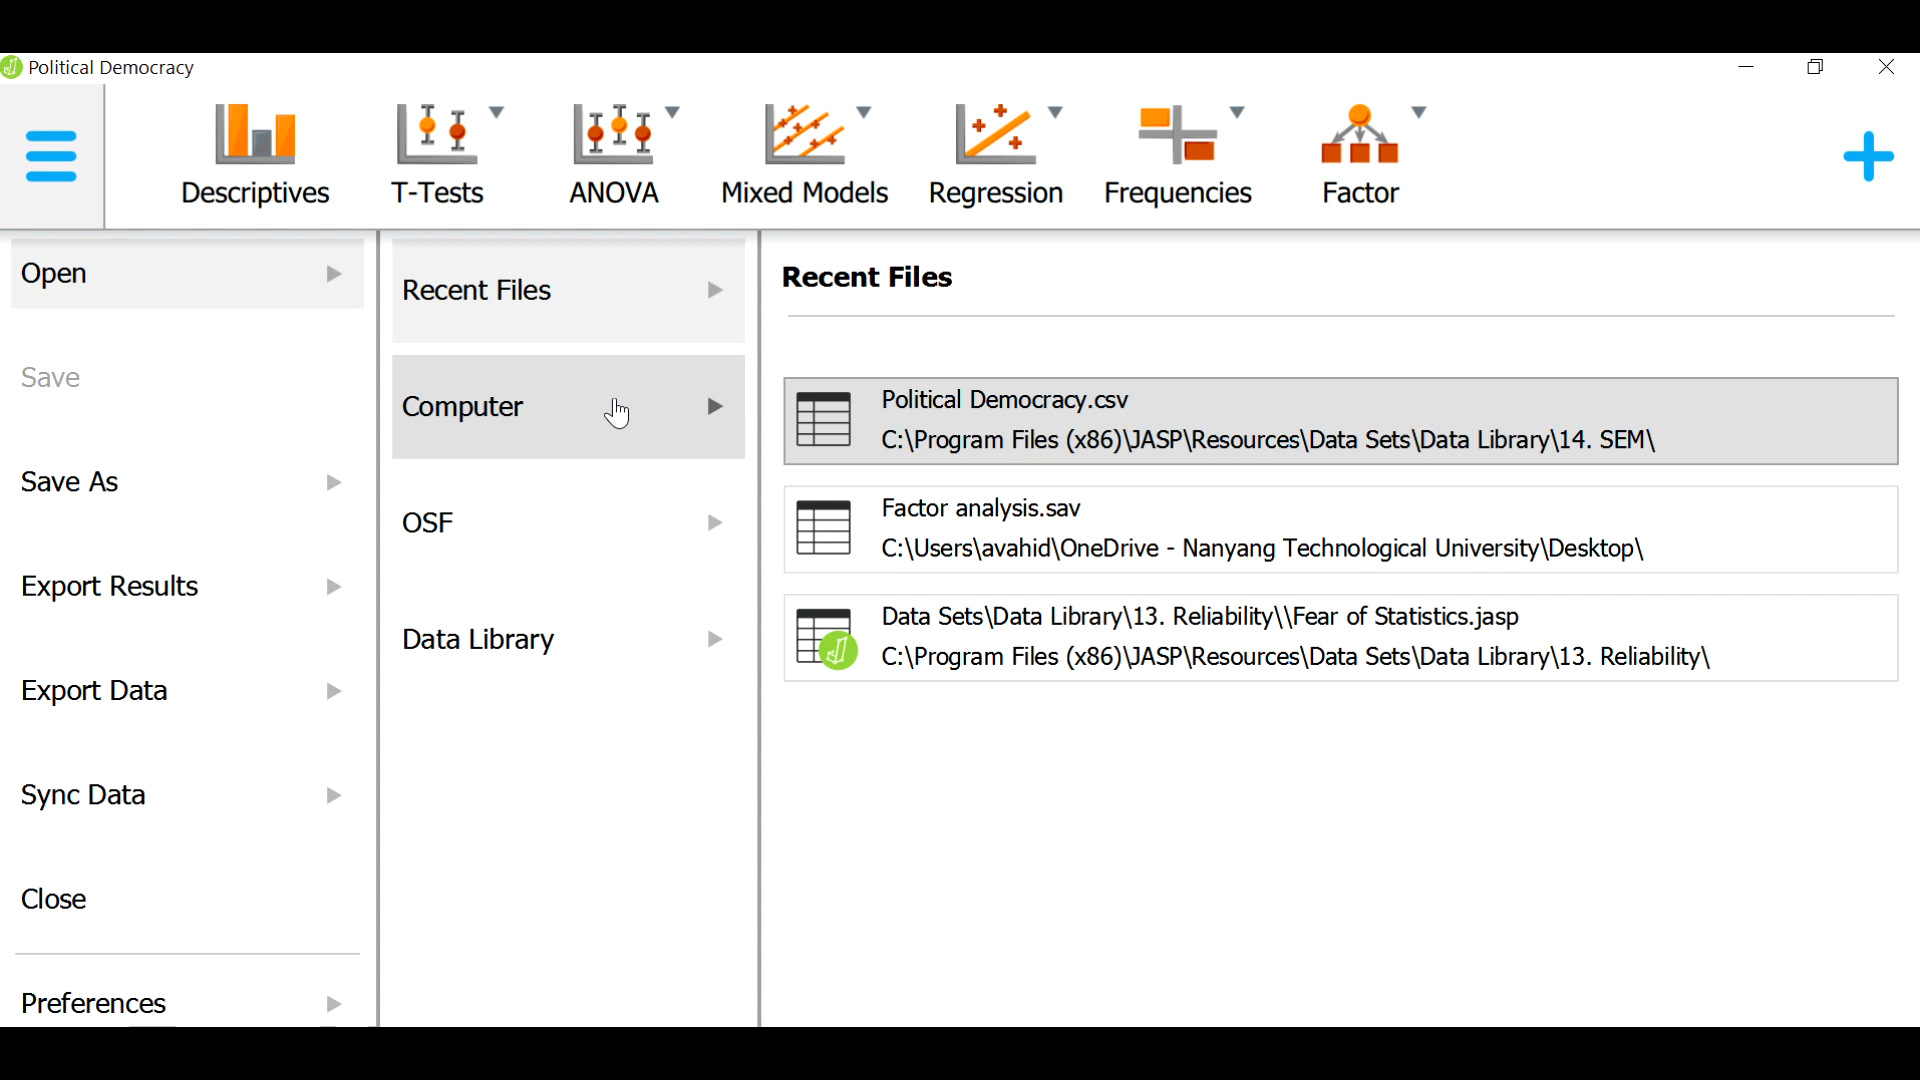 Political Democracy
Descriptives
T-Tests
ANOVA
Mixed Models
Regression
Frequencies
Factor
Open
Save
Save As
Export Results
Export Data
Sync Data
Close
Preferences
Recent Files
Computer
OSF
Data Library
Recent Files
Political Democracy.csv
C:\Program Files (x86)\JASP\Resources\Data Sets\Data Library\14. SEM\
Factor analysis.sav
C:\Users\avahid\OneDrive - Nanyang Technological University\Desktop\
Data Sets\Data Library\13. Reliability\\Fear of Statistics.jasp
C:\Program Files (x86)\JASP\Resources\Data Sets\Data Library\13. Reliability\